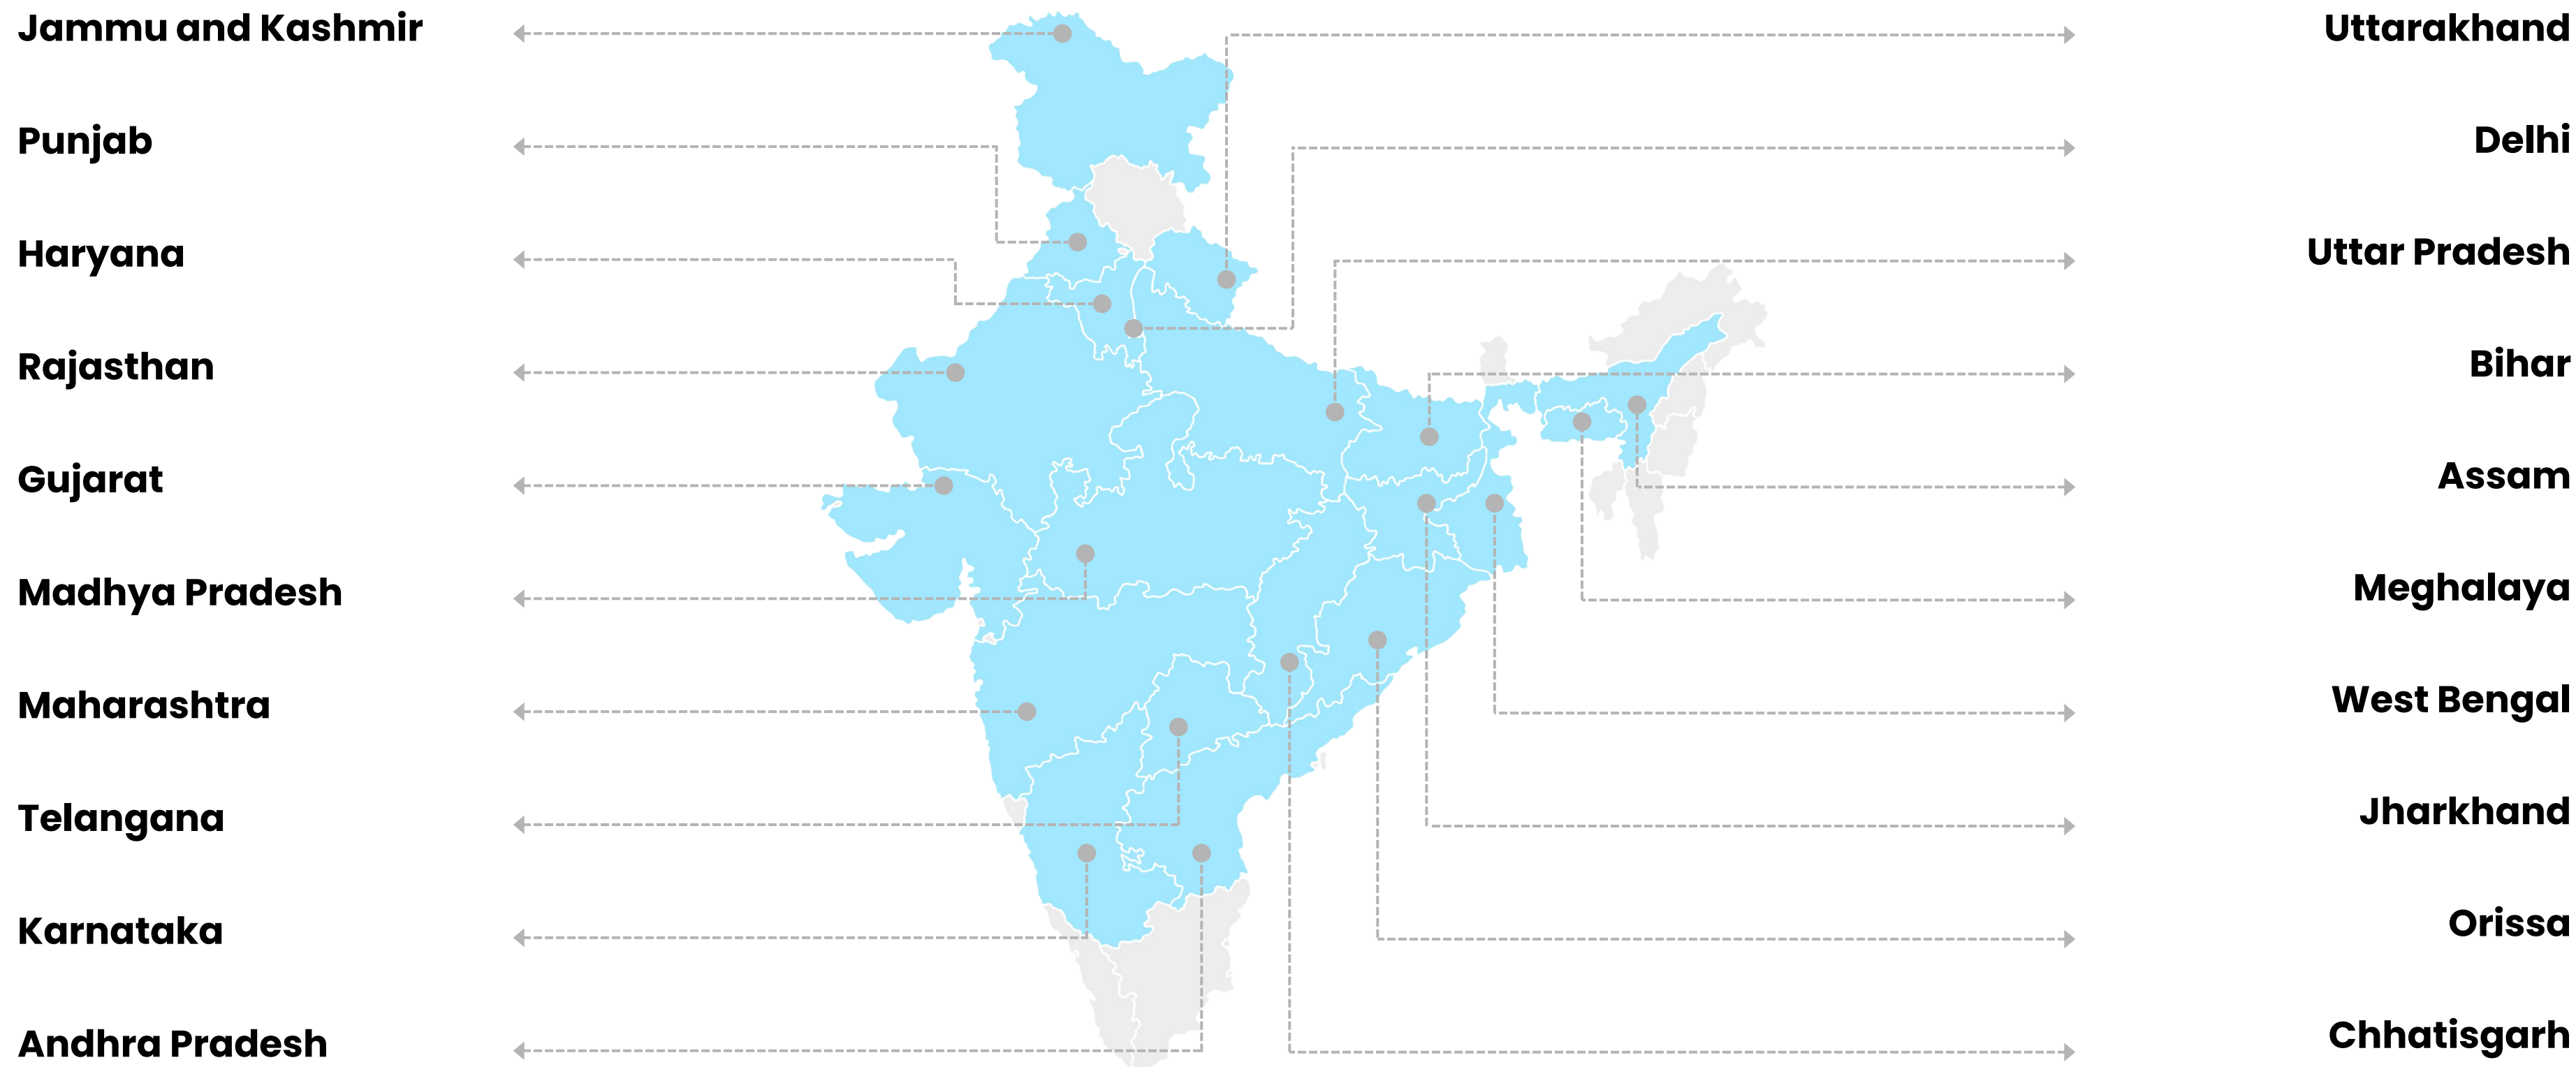 Jammu and Kashmir
Punjab
Haryana
Rajasthan
Gujarat
Madhya Pradesh
Maharashtra
Telangana
Karnataka
Andhra Pradesh
Uttarakhand
Delhi
Uttar Pradesh
Bihar
Assam
Meghalaya
West Bengal
Jharkhand
Orissa
Chhatisgarh